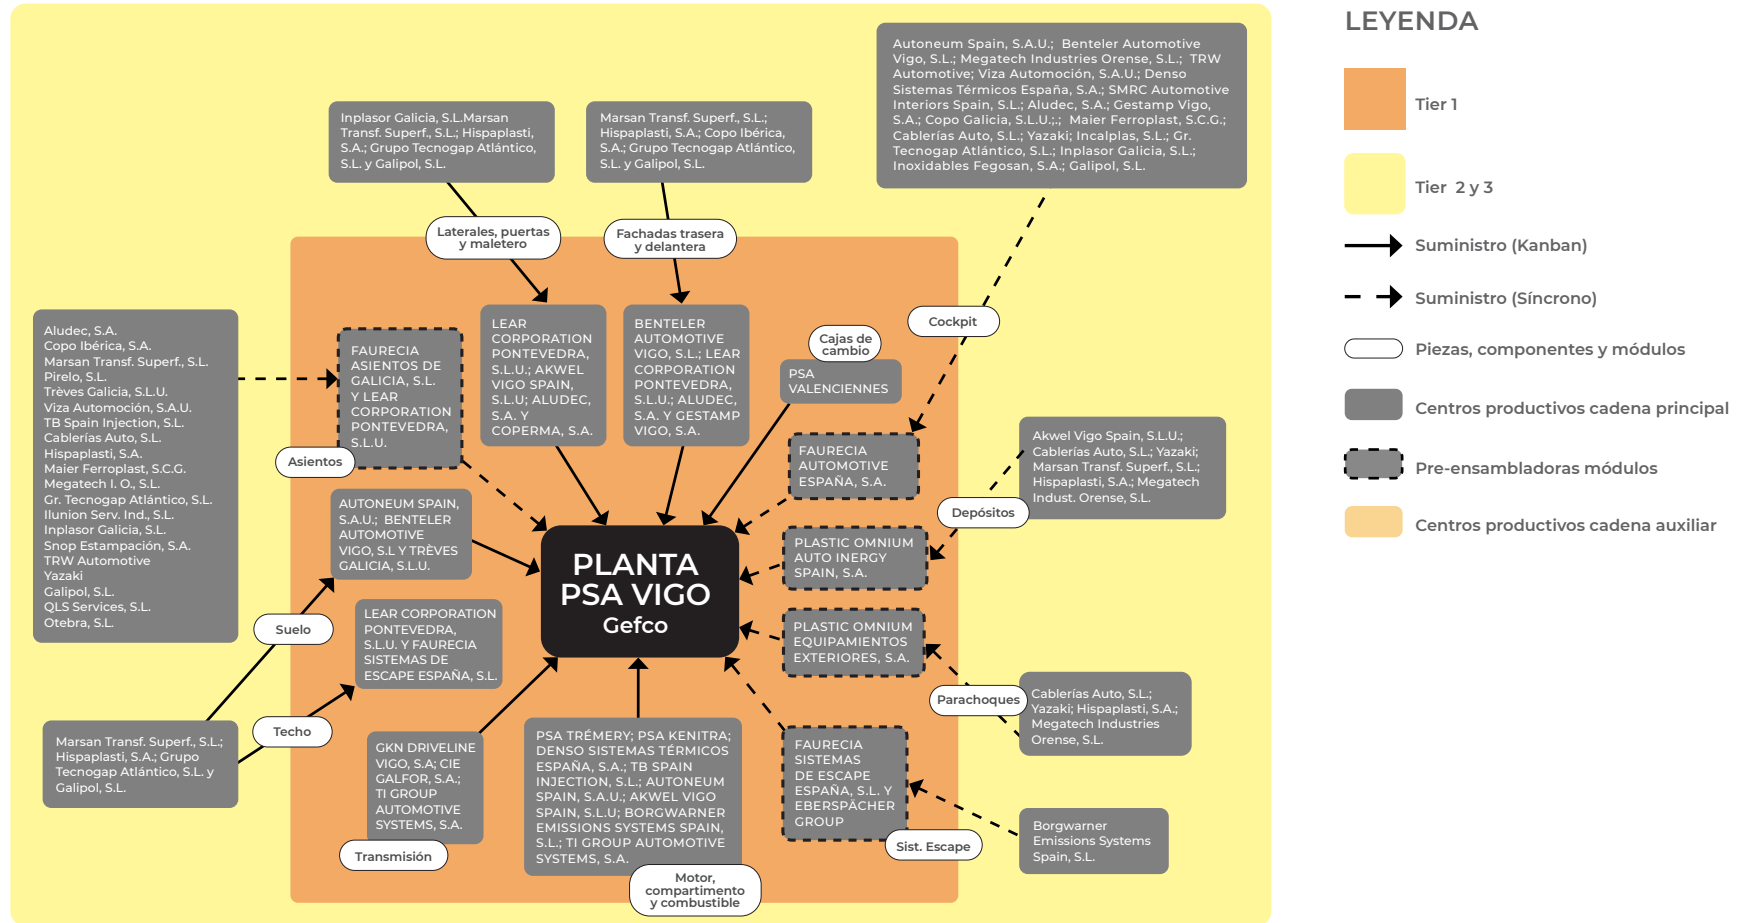 LEYENDA
Tier 1
Tier 2 y 3
Suministro (Kanban)
Suministro (Síncrono)
Piezas, componentes y módulos
Centros productivos cadena principal
Pre-ensambladoras módulos
Centros productivos cadena auxiliar
Autoneum Spain, S.A.U.; Benteler Automotive
Vigo, S.L.; Megatech Industries Orense, S.L.; TRW
Automotive; Viza Automoción, S.A.U.; Denso
Sistemas Térmicos España, S.A.; SMRC Automotive
Interiors Spain, S.L.; Aludec, S.A.; Gestamp Vigo,
S.A.; Copo Galicia, S.L.U.;.; Maier Ferroplast, S.C.G.;
Cablerías Auto, S.L.; Yazaki; Incalplas, S.L.; Gr.
Tecnogap Atlántico, S.L.; Inplasor Galicia, S.L.;
Inoxidables Fegosan, S.A.; Galipol, S.L.
Inplasor Galicia, S.L.Marsan
Transf. Superf., S.L.; Hispaplasti,
S.A.; Grupo Tecnogap Atlántico,
S.L. y Galipol, S.L.
Marsan Transf. Superf., S.L.;
Hispaplasti, S.A.; Copo Ibérica,
S.A.; Grupo Tecnogap Atlántico,
S.L. y Galipol, S.L.
Laterales, puertas
y maletero
Fachadas trasera
y delantera
Cockpit
Cajas de
cambio
Aludec, S.A.
Copo Ibérica, S.A.
Marsan Transf. Superf., S.L.
Pirelo, S.L.
Trèves Galicia, S.L.U.
Viza Automoción, S.A.U.
TB Spain Injection, S.L.
Cablerías Auto, S.L.
Hispaplasti, S.A.
Maier Ferroplast, S.C.G.
Megatech I. O., S.L.
Gr. Tecnogap Atlántico, S.L.
Ilunion Serv. Ind., S.L.
Inplasor Galicia, S.L.
Snop Estampación, S.A.
TRW Automotive
Yazaki
Galipol, S.L.
QLS Services, S.L.
Otebra, S.L.
FAURECIA
ASIENTOS DE
GALICIA, S.L.
Y LEAR
CORPORATION
PONTEVEDRA,
S.L.U.
Asientos
LEAR
CORPORATION
PONTEVEDRA,
S.L.U.; AKWEL
VIGO SPAIN,
S.L.U; ALUDEC,
S.A. Y
COPERMA, S.A.
BENTELER
AUTOMOTIVE
VIGO, S.L.; LEAR
CORPORATION
PONTEVEDRA,
S.L.U.; ALUDEC,
S.A. Y GESTAMP
VIGO, S.A.
PSA
VALENCIENNES
FAURECIA
AUTOMOTIVE
ESPAÑA, S.A.
Akwel Vigo Spain, S.L.U.;
Cablerías Auto, S.L.; Yazaki;
Marsan Transf. Superf., S.L.;
Hispaplasti, S.A.; Megatech
Indust. Orense, S.L.
Depósitos
AUTONEUM SPAIN,
S.A.U.; BENTELER
AUTOMOTIVE
VIGO, S.L Y TRÈVES
GALICIA, S.L.U.
PLANTA
PSA VIGO
Gefco
PLASTIC OMNIUM
AUTO INERGY
SPAIN, S.A.
PLASTIC OMNIUM
EQUIPAMIENTOS
EXTERIORES, S.A.
Suelo
LEAR CORPORATION
PONTEVEDRA,
S.L.U. Y FAURECIA
SISTEMAS DE
ESCAPE ESPAÑA, S.L.
Techo
Marsan Transf. Superf., S.L.;
Hispaplasti, S.A.; Grupo
Tecnogap Atlántico, S.L. y
Galipol, S.L.
Parachoques
Cablerías Auto, S.L.;
Yazaki; Hispaplasti, S.A.;
Megatech Industries
Orense, S.L.
GKN DRIVELINE
VIGO, S.A; CIE
GALFOR, S.A.;
TI GROUP
AUTOMOTIVE
SYSTEMS, S.A.
Transmisión
PSA TRÉMERY; PSA KENITRA;
DENSO SISTEMAS TÉRMICOS
ESPAÑA, S.A.; TB SPAIN
INJECTION, S.L.; AUTONEUM
SPAIN, S.A.U.; AKWEL VIGO
SPAIN, S.L.U; BORGWARNER
EMISSIONS SYSTEMS SPAIN,
S.L.; TI GROUP AUTOMOTIVE
SYSTEMS, S.A.
Motor,
compartimento
y combustible
FAURECIA
SISTEMAS
DE ESCAPE
ESPAÑA, S.L. Y
EBERSPÄCHER
GROUP
Sist. Escape
Borgwarner
Emissions Systems
Spain, S.L.